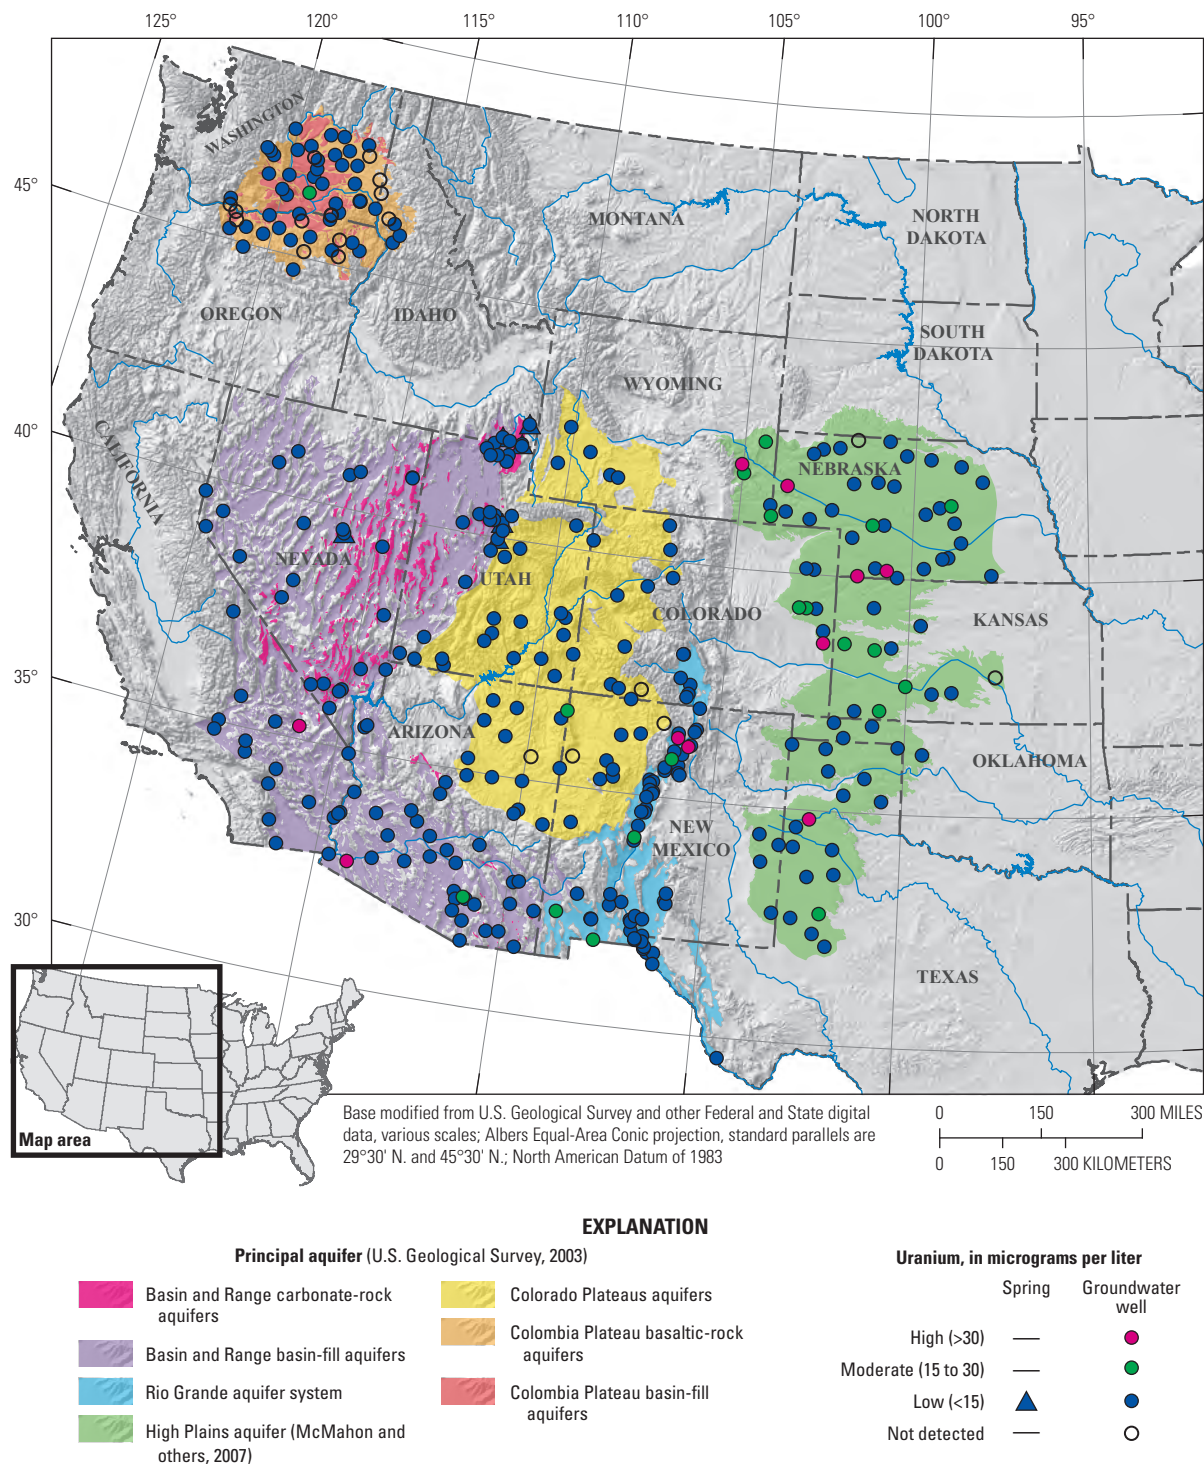 125°
120°
115°
110°
105°
100°
95°
45°
40°
35°
30°
WASHINGTON
MONTANA
NORTH
DAKOTA
OREGON
IDAHO
SOUTH
DAKOTA
WYOMING
CALIFORNIA
NEBRASKA
NEVADA
UTAH
COLORADO
KANSAS
ARIZONA
OKLAHOMA
NEW
MEXICO
TEXAS
Map area
Base modified from U.S. Geological Survey and other Federal and State digital
data, various scales; Albers Equal-Area Conic projection, standard parallels are
29°30' N. and 45°30' N.; North American Datum of 1983
0 150 300 MILES
0 150 300 KILOMETERS
EXPLANATION
Principal aquifer (U.S. Geological Survey, 2003)
Basin and Range carbonate-rock
aquifers
Basin and Range basin-fill aquifers
Rio Grande aquifer system
High Plains aquifer (McMahon and
others, 2007)
Colorado Plateaus aquifers
Colombia Plateau basaltic-rock
aquifers
Colombia Plateau basin-fill
aquifers
Uranium, in micrograms per liter
Spring
Groundwater
well
High (>30) —
Moderate (15 to 30) —
Low (<15)
Not detected —